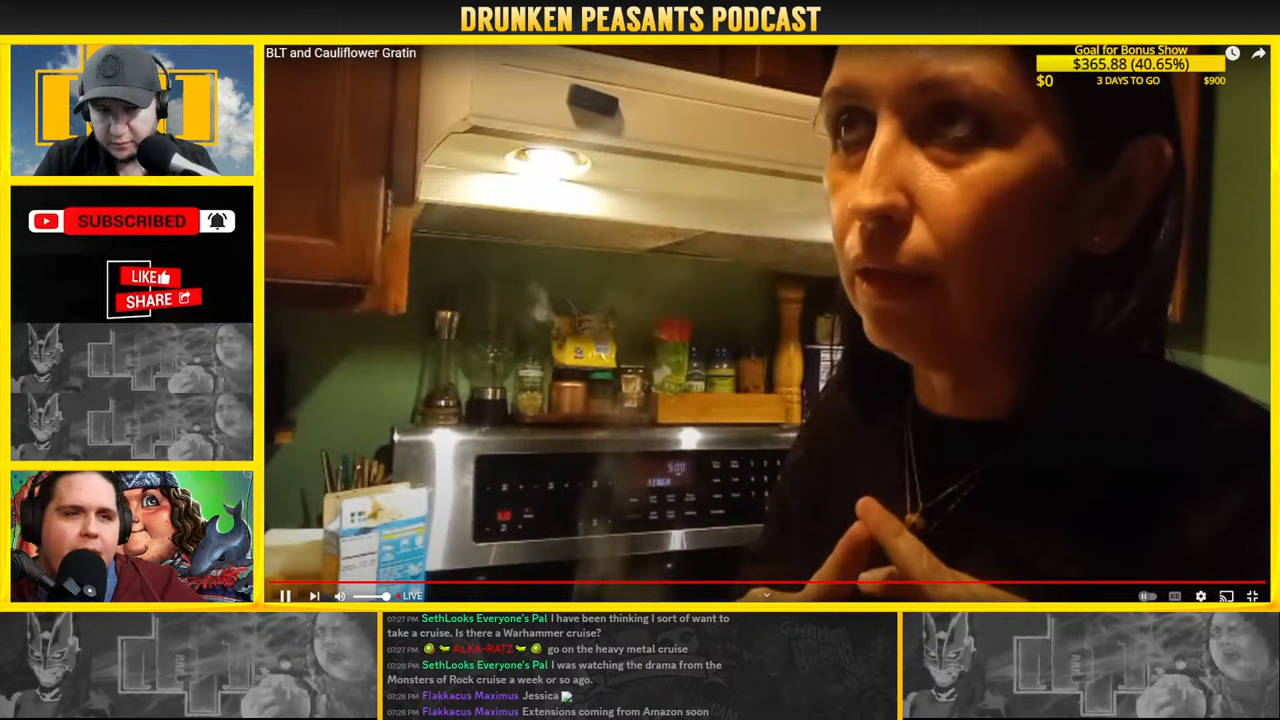 DRUNKEN PEASANTS PODCAST
BLT and Cauliflower Gratin
Goal for Bonus Show
$365.88 (40.65%)
$0
3 DAYS TO GO
$900
SUBSCRIBED
LIKE
SHARE
5:00
LIVE
07:27 PM SethLooks Everyone's Pal I have been thinking I sort of want to
take a cruise. Is there a Warhammer cruise?
07:27 PM ALKA-RATZ go on the heavy metal cruise
07:28 PM SethLooks Everyone's Pal I was watching the drama from the
Monsters of Rock cruise a week or so ago.
07:28 PM Flakkacus Maximus Jessica
07:28 PM Flakkacus Maximus Extensions coming from Amazon soon